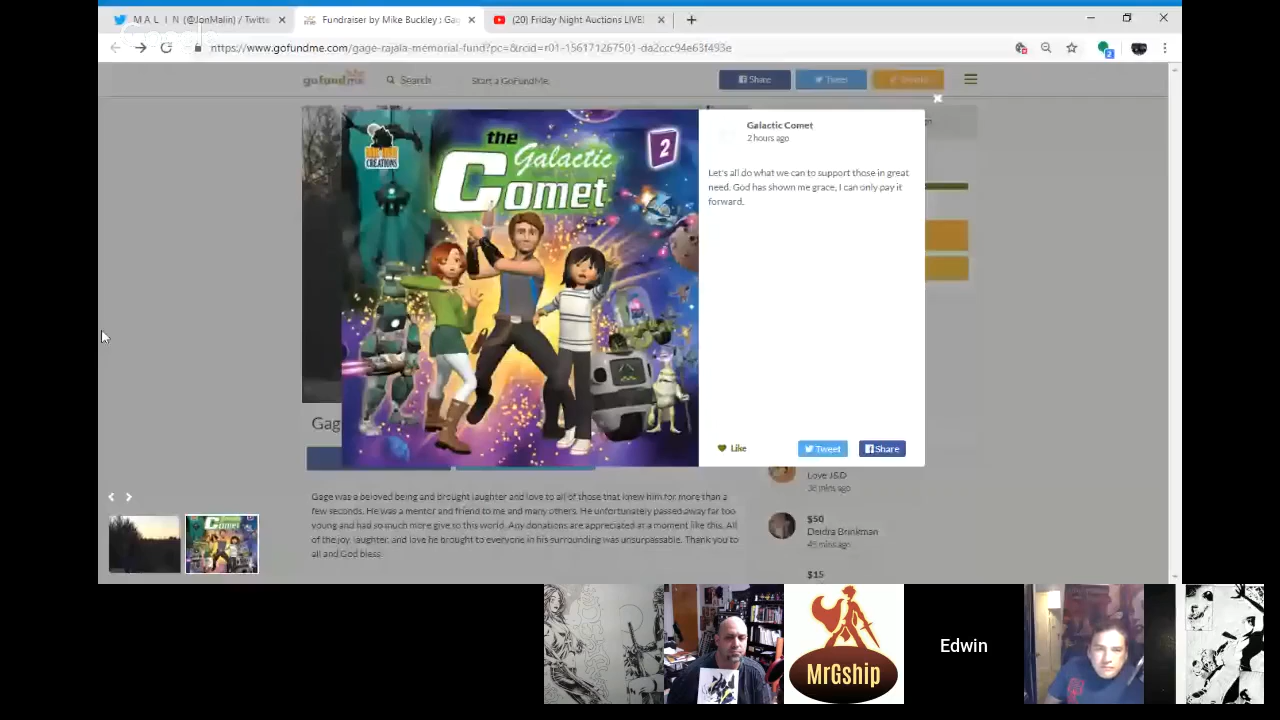 M A L I N (@JonMalin) / Twitte
Fundraiser by Mike Buckley : Gag
(20) Friday Night Auctions LIVE!
https://www.gofundme.com/gage-rajala-memorial-fund?pc=&rcid=r01-156171267501-da2ccc94e63f493e
2
gofundme
Search
Start a GoFundMe
Share
Tweet
Galactic Comet
2 hours ago
the
Galactic
Comet
2
CREATIONS
Let's all do what we can to support those in great
need. God has shown me grace, I can only pay it
forward.
Like
Tweet
Share
Gag
Gage was a beloved being and brought laughter and love to all of those that knew him for more than a
few seconds. He was a mentor and friend to me and many others. He unfortunately passed away far too
young and had so much more give so this world. Any donations are appreciated at a moment like this. All
of the joy, laughter, and love he brought to everyone in his surrounding was unsurpassable. Thank you to
all and God bless.
Love J&D
38 mins ago
$50
Deidra Brinkman
45 mins ago
$15
MrGship
Edwin